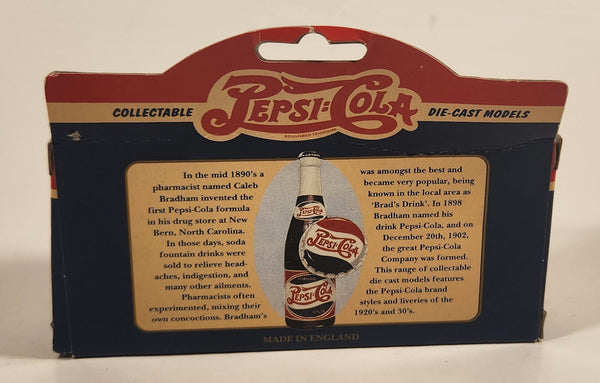 COLLECTABLE
PEPSI=COLA
DIE-CAST MODELS
REGISTERED TRADEMARK
In the mid 1890's a
pharmacist named Caleb
Bradham invented the
first Pepsi-Cola formula
in his drug store at New
Bern, North Carolina.
In those days, soda
fountain drinks were
sold to relieve head-
aches, indigestion, and
many other ailments.
Pharmacists often
experimented, mixing their
own concoctions. Bradham's
was amongst the best and
became very popular, being
known in the local area as
'Brad's Drink'. In 1898
Bradham named his
drink Pepsi-Cola, and on
December 20th, 1902,
the great Pepsi-Cola
Company was formed.
This range of collectable
die cast models features
the Pepsi-Cola brand
styles and liveries of the
1920's and 30's.
PEPSI=COLA
PEPSI=COLA
PEPSI=COLA
MADE IN ENGLAND